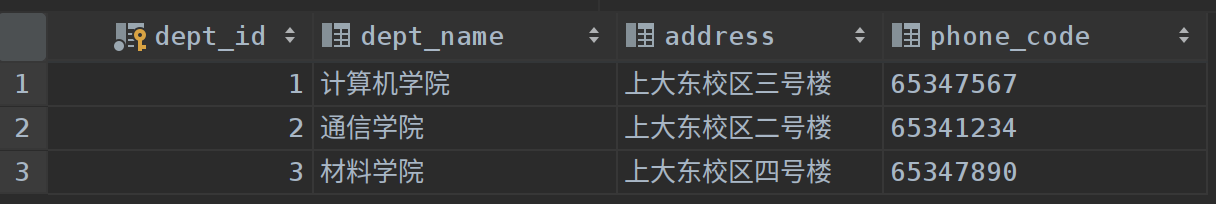 dept_id dept_name address phone_code
1 1 计算机学院 上大东校区三号楼 65347567
2 2 通信学院 上大东校区二号楼 65341234
3 3 材料学院 上大东校区四号楼 65347890